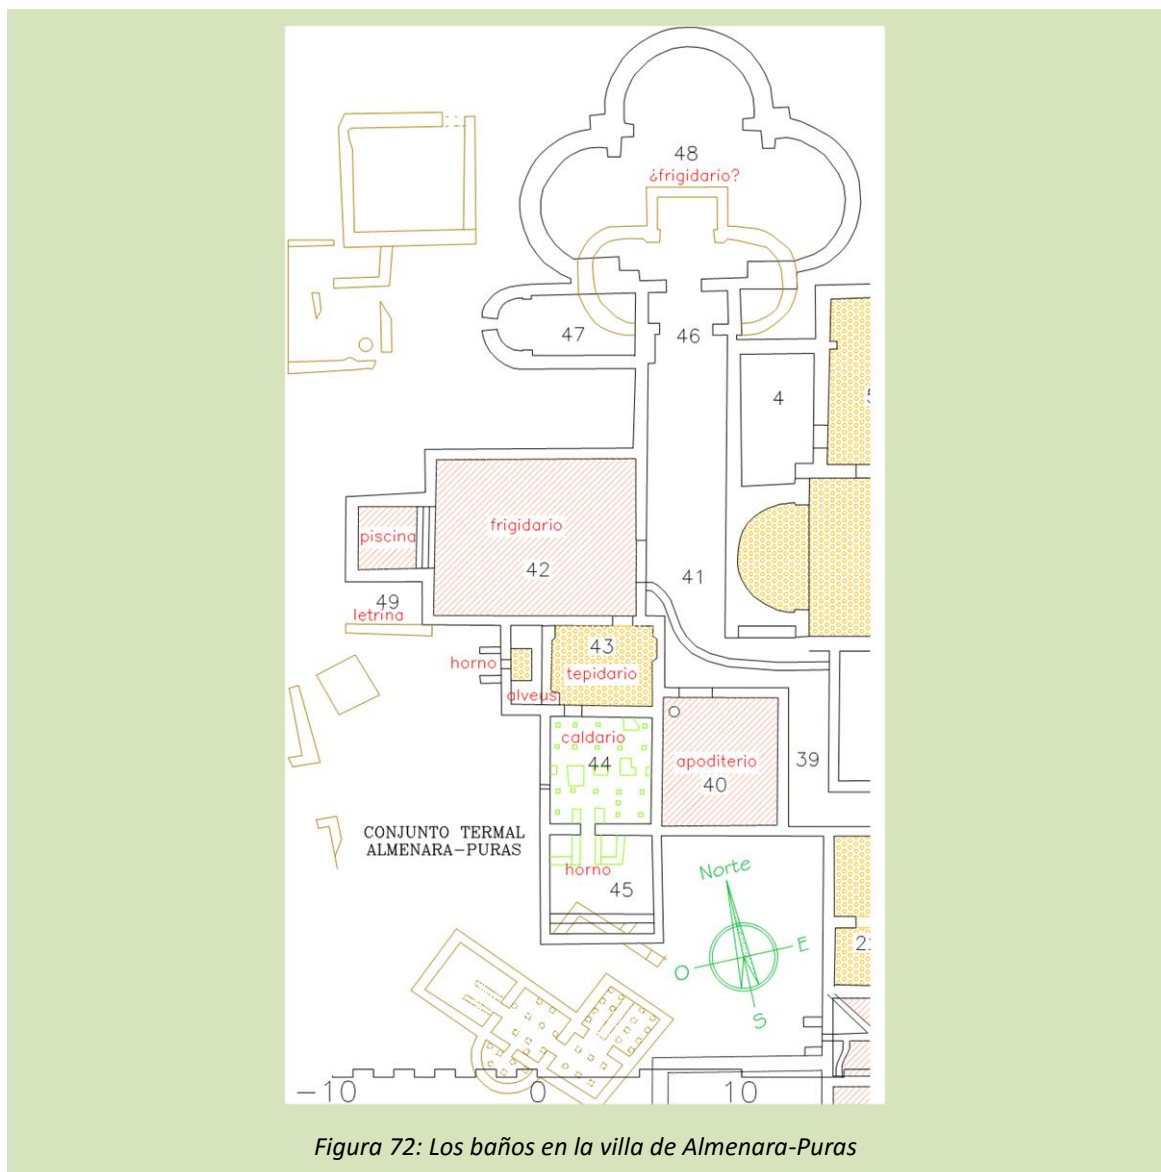 48
¿frigidario?
47
46
4
frigidario
piscina
42
41
49
letrina
43
horno
tepidario
alveus
caldario
44
apoditerio
40
39
CONJUNTO TERMAL
ALMENARA-PURAS
horno
45
Norte
O
E
S
-10
0
10
Figura 72: Los baños en la villa de Almenara-Puras